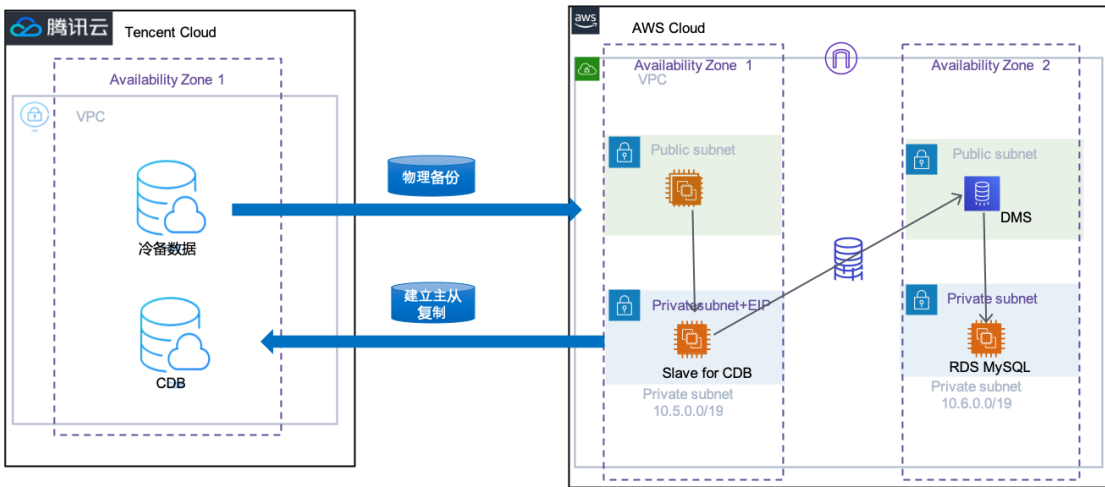 腾讯云
Tencent Cloud
Availability Zone 1
VPC
冷备数据
CDB
物理备份
建立主从
复制
aws
AWS Cloud
Availability Zone 1
VPC
Public subnet
Privatesubnet+EIP
Slave for CDB
Private subnet
10.5.0.0/19
Availability Zone 2
Public subnet
DMS
Private subnet
RDS MySQL
Private subnet
10.6.0.0/19